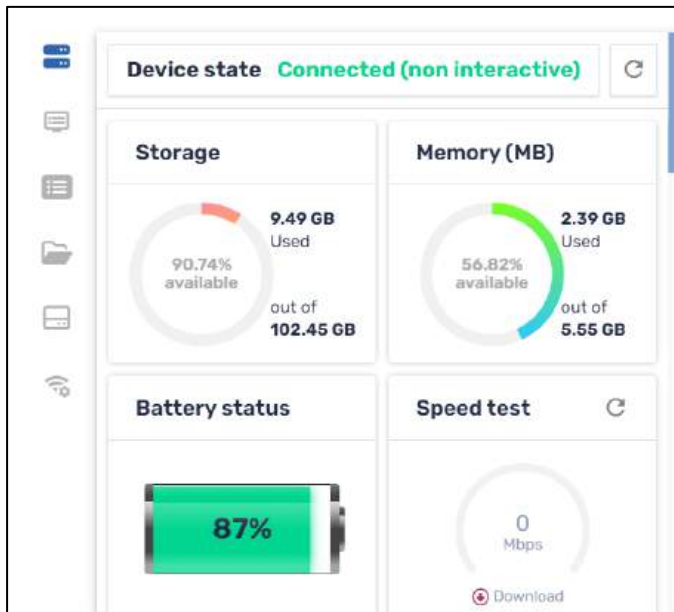 Device state Connected (non interactive)
Storage
90.74%
available
9.49 GB
Used
out of
102.45 GB
Memory (MB)
56.82%
available
2.39 GB
Used
out of
5.55 GB
Battery status
87%
Speed test
0
Mbps
Download